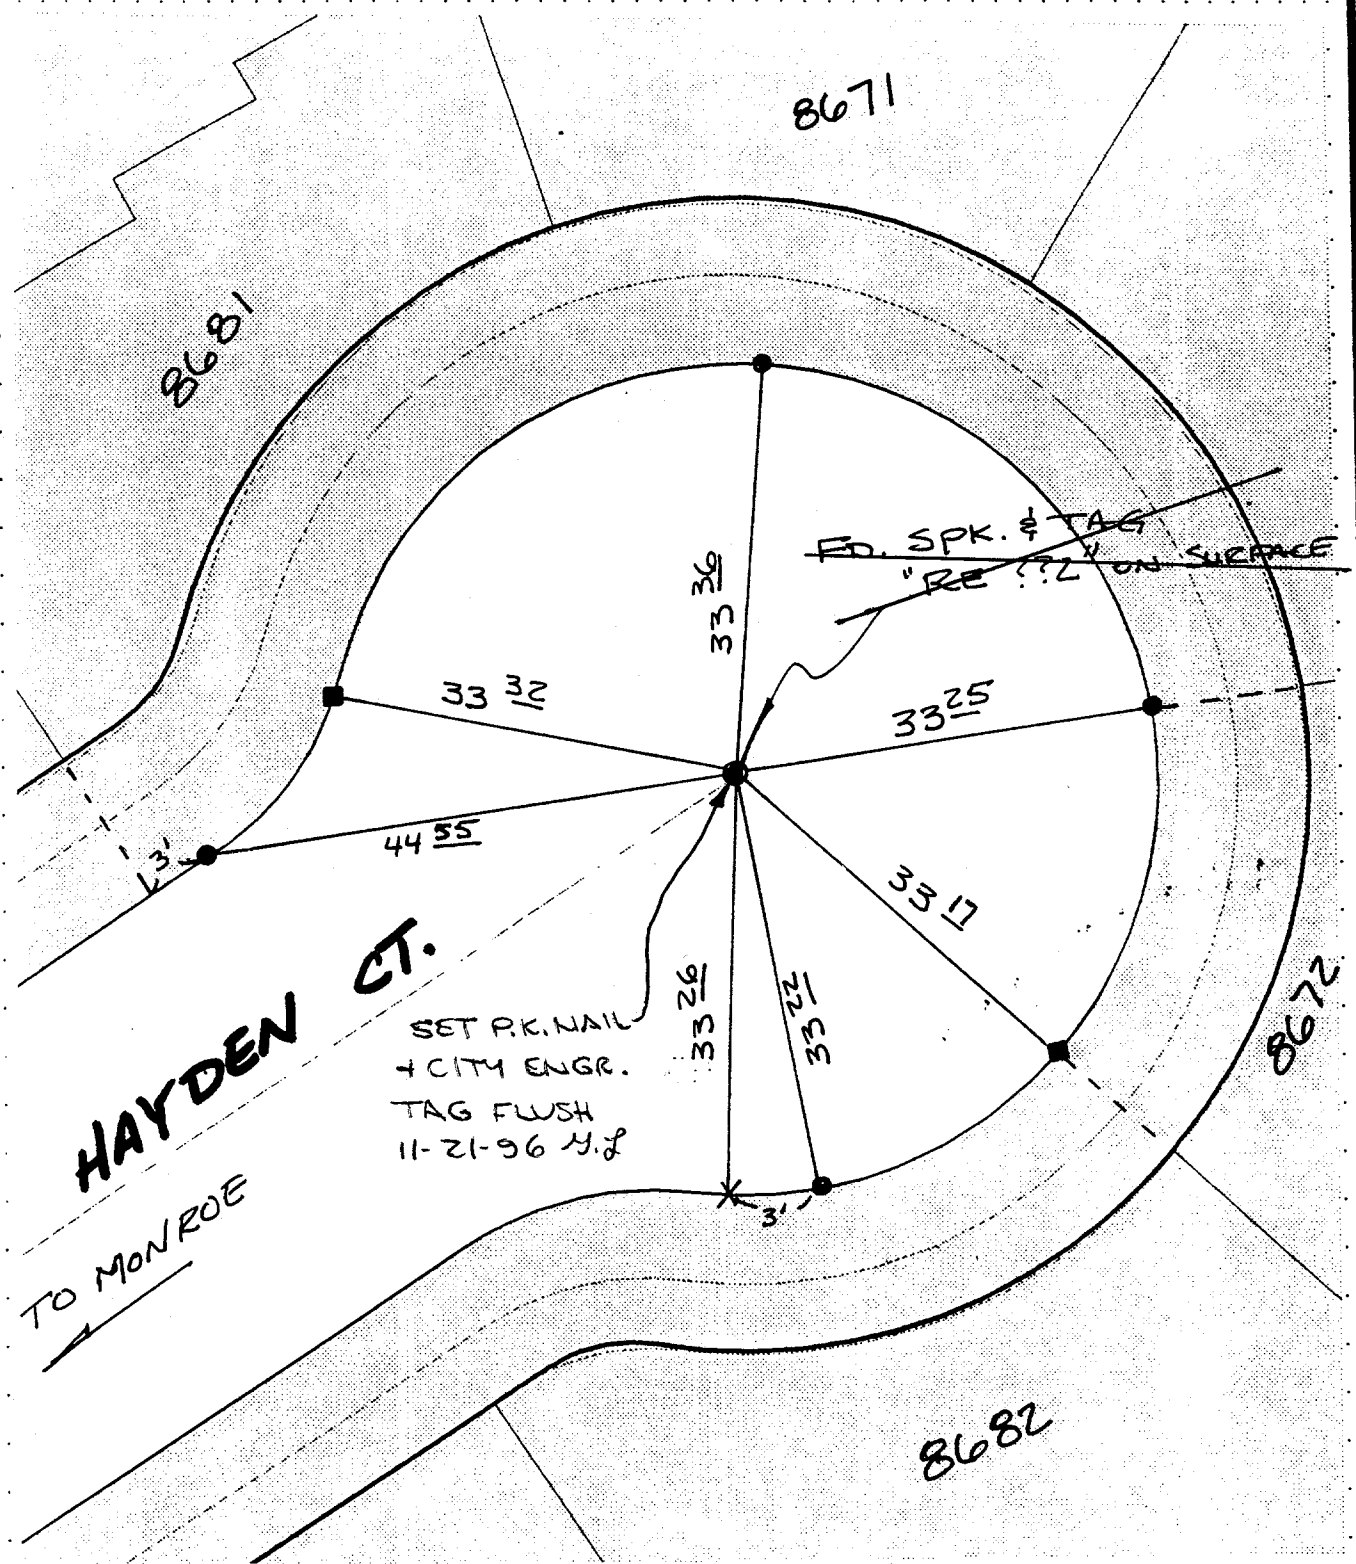 8671
8681
FD. SPK. & TAG
"RE ???" ON SURFACE
33 36
33 32
33 25
44 55
3'
33 17
HAYDEN CT.
33 26
33 22
8672
SET P.K. NAIL
+ CITY ENGR.
TAG FLUSH
11-21-96
TO MONROE
3'
8682